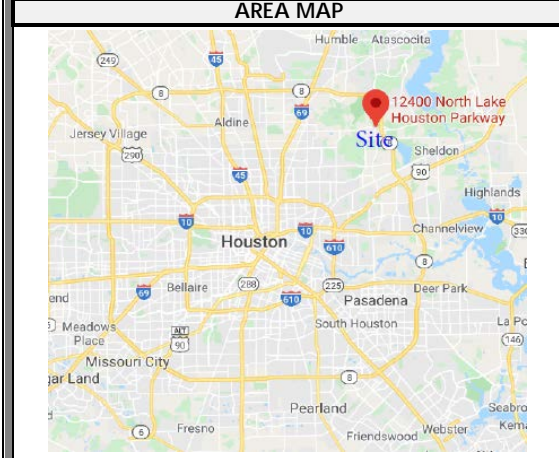 AREA MAP
Humble Atascocita
249
45
8
8
69
12400 North Lake
Houston Parkway
Aldine
Site
8
Jersey Village
Sheldon
290
90
45
Highlands
10
10
10
Channelview
330
Houston
610
8
Bellaire
288
225
Deer Park
69
610
Pasadena
end
Meadows
Place
ALT
90
South Houston
La Po
146
Missouri City
gar Land
8
Pearland
Seabro
6
Fresno
Friendswood
Webster
Kema